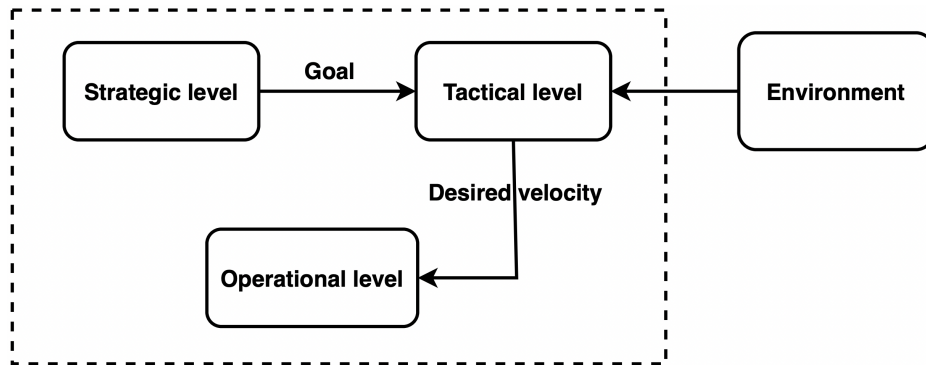 Strategic level
Goal
Tactical level
Environment
Desired velocity
Operational level